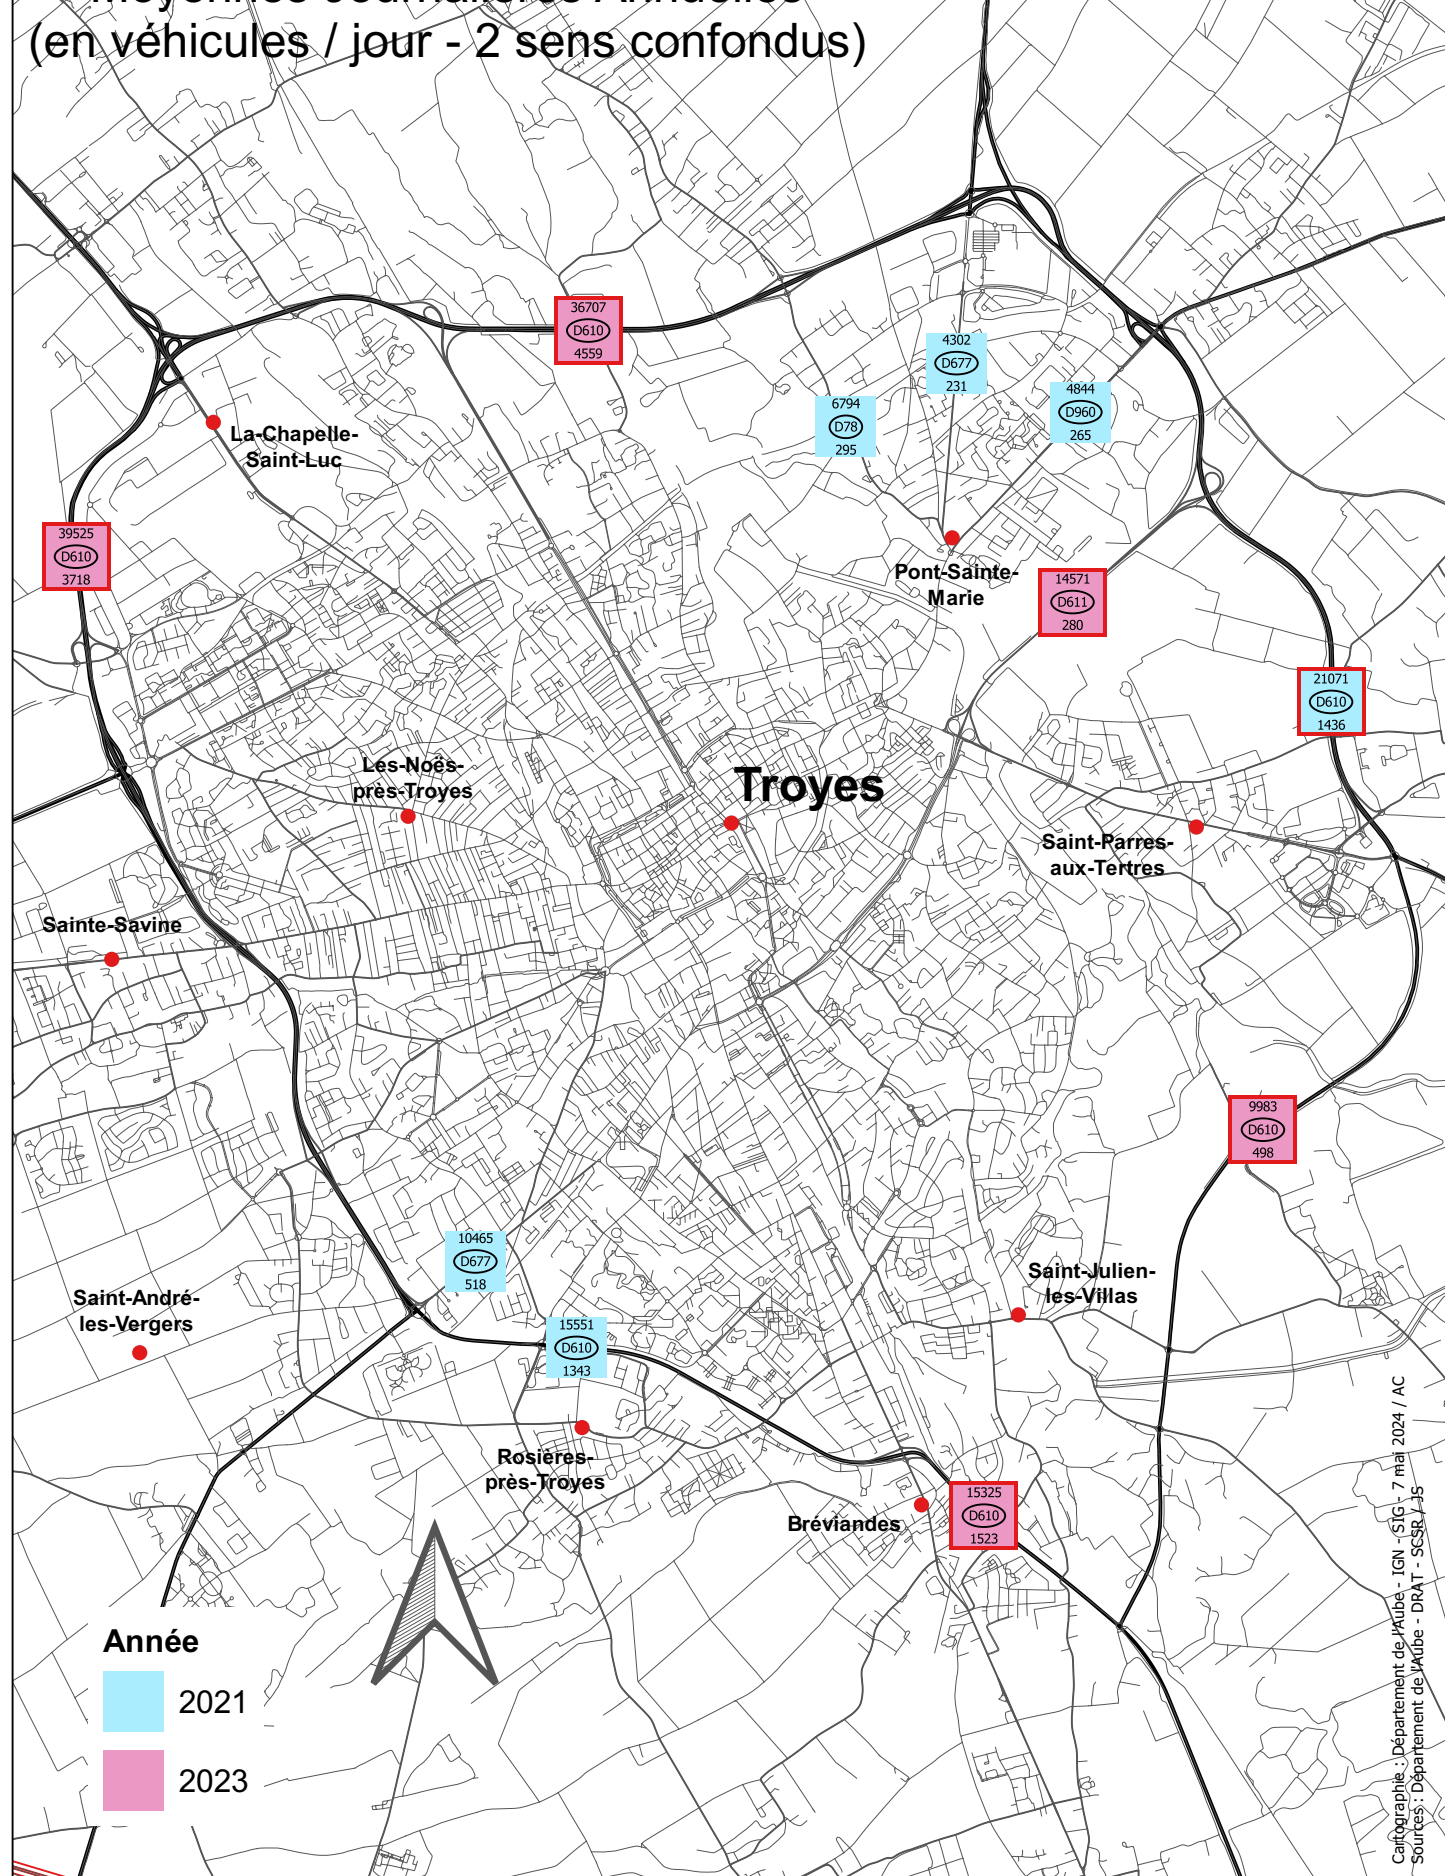 Moyennes Journalières Annuelles
(en véhicules / jour - 2 sens confondus)
36707
D610
4559
4302
D677
231
4844
D960
265
6794
D78
295
La-Chapelle-
Saint-Luc
39525
D610
3718
Pont-Sainte-
Marie
14571
D611
280
21071
D610
1436
Les-Noës-
près-Troyes
Troyes
Saint-Parres-
aux-Tertres
Sainte-Savine
9983
D610
498
10465
D677
518
Saint-Julien-
les-Villas
Saint-André-
les-Vergers
15551
D610
1343
Rosières-
près-Troyes
Bréviandes
15325
D610
1523
Année
2021
2023
Cartographie : Département de l'Aube - IGN - SIG - 7 mai 2024 / AC
Sources : Département de l'Aube - DRAT - SCSR / JS